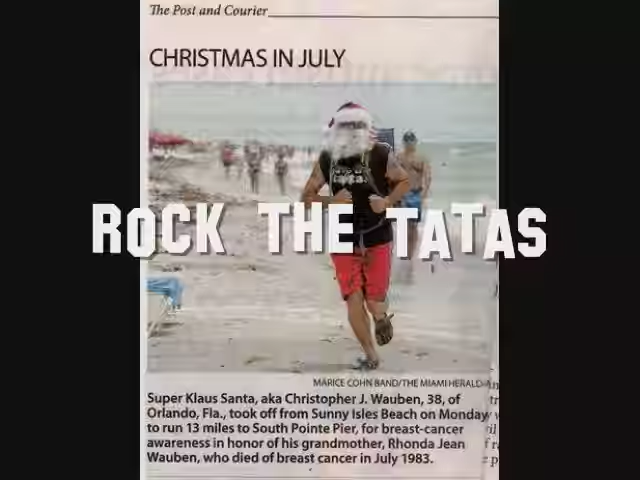 The Post and Courier
CHRISTMAS IN JULY
ROCK THE TATAS
MARICE COHN BAND/THE MIAMI HERALD
Super Klaus Santa, aka Christopher J. Wauben, 38, of
Orlando, Fla., took off from Sunny Isles Beach on Monday
to run 13 miles to South Pointe Pier, for breast-cancer
awareness in honor of his grandmother, Rhonda Jean
Wauben, who died of breast cancer in July 1983.